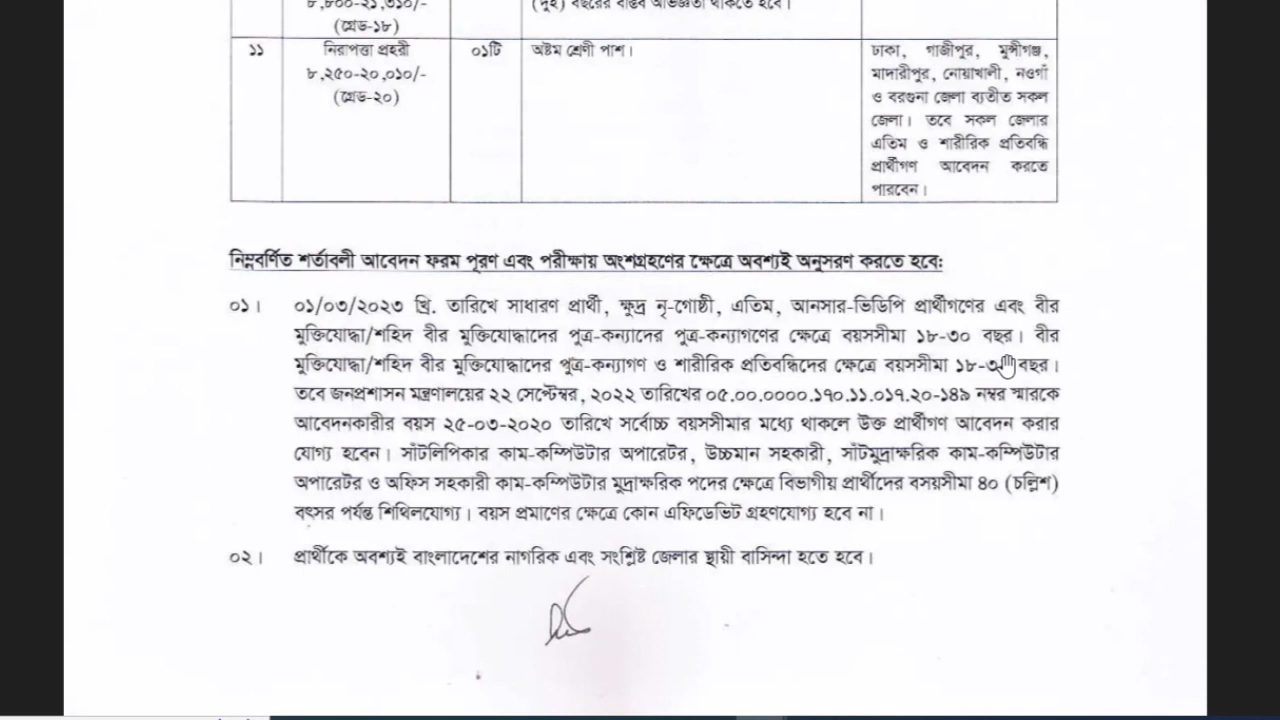 ৮,৮০০-২১,৩১০/-
(দুই) বছরের বাস্তব অভিজ্ঞতা থাকতে হবে।
(গ্রেড-১৮)
১১
নিরাপত্তা প্রহরী
৮,২৫০-২০,০১০/-
(গ্রেড-২০)
০১টি
অষ্টম শ্রেণী পাশ।
ঢাকা, গাজীপুর, মুন্সীগঞ্জ,
মাদারীপুর, নোয়াখালী, নওগাঁ
ও বরগুনা জেলা ব্যতীত সকল
জেলা। তবে সকল জেলার
এতিম ও শারীরিক প্রতিবন্ধি
প্রার্থীগণ আবেদন করতে
পারবেন।
নিম্নবর্ণিত শর্তাবলী আবেদন ফরম পূরণ এবং পরীক্ষায় অংশগ্রহণের ক্ষেত্রে অবশ্যই অনুসরণ করতে হবে:
০১। ০১/০৩/২০২৩ খ্রি. তারিখে সাধারণ প্রার্থী, ক্ষুদ্র নৃ-গোষ্ঠী, এতিম, আনসার-ভিডিপি প্রার্থীগণের এবং বীর
মুক্তিযোদ্ধা/শহিদ বীর মুক্তিযোদ্ধাদের পুত্র-কন্যাদের পুত্র-কন্যাগণের ক্ষেত্রে বয়সসীমা ১৮-৩০ বছর। বীর
মুক্তিযোদ্ধা/শহিদ বীর মুক্তিযোদ্ধাদের পুত্র-কন্যাগণ ও শারীরিক প্রতিবন্ধিদের ক্ষেত্রে বয়সসীমা বছর।
তবে জনপ্রশাসন মন্ত্রণালয়ের ২২ সেপ্টেম্বর, ২০২২ তারিখের ০৫.০০.০০০০.১৭০.১১.০১৭.২০-১৪৯ নম্বর স্মারকে
আবেদনকারীর বয়স ২৫-০৩-২০২০ তারিখে সর্বোচ্চ বয়সসীমার মধ্যে থাকলে উক্ত প্রার্থীগণ আবেদন করার
যোগ্য হবেন। সাঁটলিপিকার কাম-কম্পিউটার অপারেটর, উচ্চমান সহকারী, সাঁটমুদ্রাক্ষরিক কাম-কম্পিউটার
অপারেটর ও অফিস সহকারী কাম-কম্পিউটার মুদ্রাক্ষরিক পদের ক্ষেত্রে বিভাগীয় প্রার্থীদের বসয়সীমা ৪০ (চল্লিশ)
বৎসর পর্যন্ত শিথিলযোগ্য। বয়স প্রমাণের ক্ষেত্রে কোন এফিডেভিট গ্রহণযোগ্য হবে না।
০২। প্রার্থীকে অবশ্যই বাংলাদেশের নাগরিক এবং সংশ্লিষ্ট জেলার স্থায়ী বাসিন্দা হতে হবে।